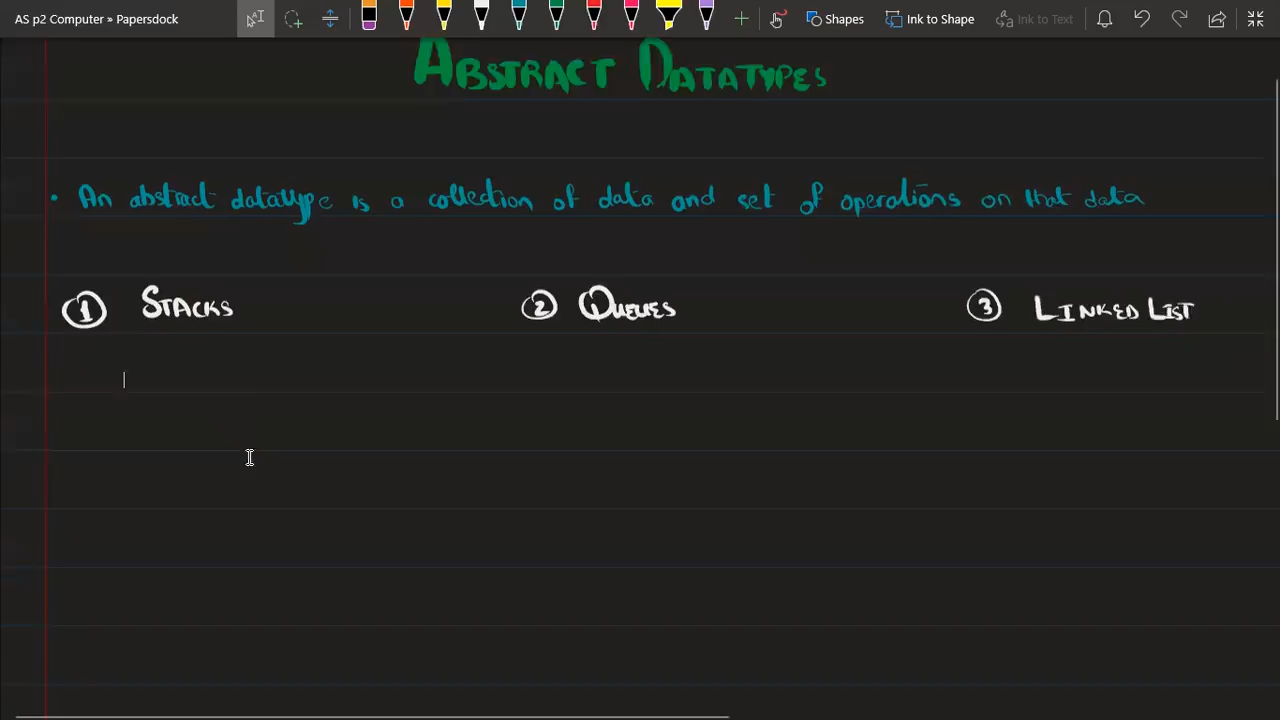 AS p2 Computer » Papersdock
Shapes
Ink to Shape
Ink to Text
ABSTRACT DATATYPES
• An abstract datatype is a collection of data and set of operations on that data
1 STACKS
2 QUEUES
3 LINKED LIST